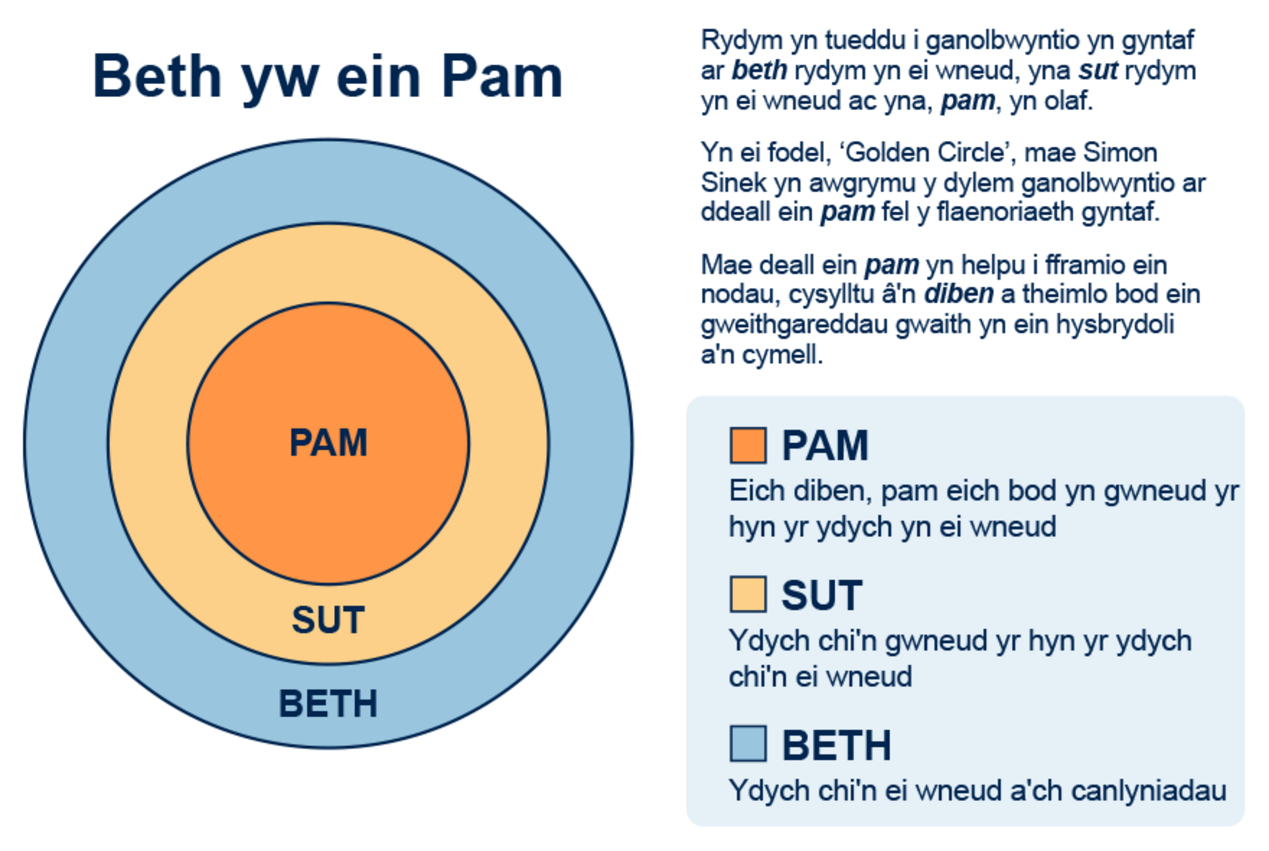 Beth yw ein Pam
PAM
SUT
BETH
Rydym yn tueddu i ganolbwyntio yn gyntaf
ar beth rydym yn ei wneud, yna sut rydym
yn ei wneud ac yna, pam, yn olaf.
Yn ei fodel, ‘Golden Circle’, mae Simon
Sinek yn awgrymu y dylem ganolbwyntio ar
ddeall ein pam fel y flaenoriaeth gyntaf.
Mae deall ein pam yn helpu i fframio ein
nodau, cysylltu â'n diben a theimlo bod ein
gweithgareddau gwaith yn ein hysbrydoli
a'n cymell.
PAM
Eich diben, pam eich bod yn gwneud yr
hyn yr ydych yn ei wneud
SUT
Ydych chi'n gwneud yr hyn yr ydych
chi'n ei wneud
BETH
Ydych chi'n ei wneud a'ch canlyniadau